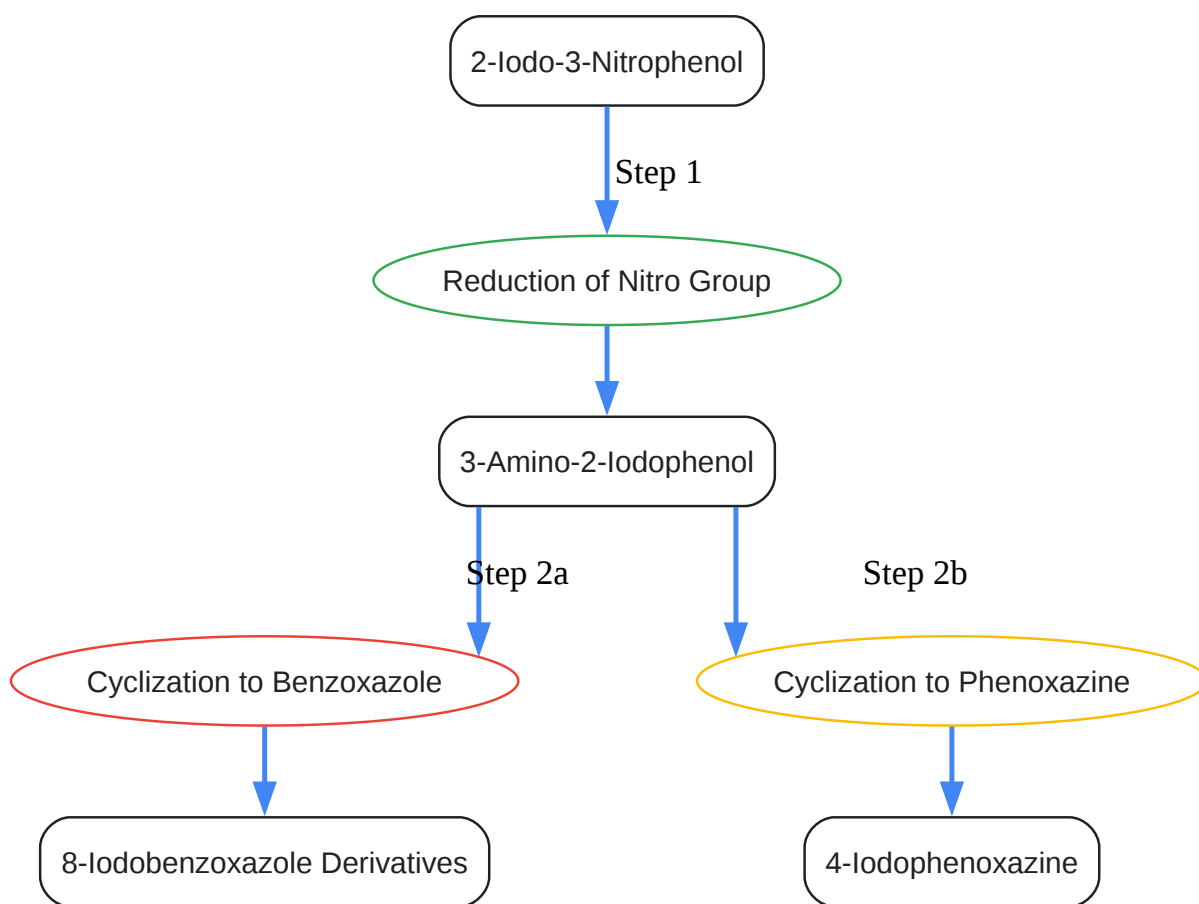 2-Iodo-3-Nitrophenol
Step 1
Reduction of Nitro Group
3-Amino-2-Iodophenol
Step 2a
Step 2b
Cyclization to Benzoxazole
Cyclization to Phenoxazine
8-Iodobenzoxazole Derivatives
4-Iodophenoxazine